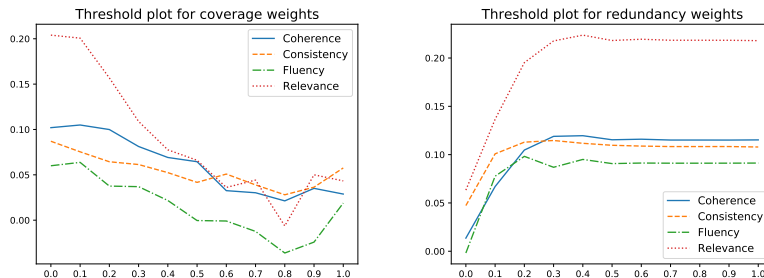 Threshold plot for coverage weights
0.20
0.15
0.10
0.05
0.00
Coherence
Consistency
Fluency
Relevance
0.0 0.1 0.2 0.3 0.4 0.5 0.6 0.7 0.8 0.9 1.0
Threshold plot for redundancy weights
0.20
0.15
0.10
0.05
0.00
Coherence
Consistency
Fluency
Relevance
0.0 0.1 0.2 0.3 0.4 0.5 0.6 0.7 0.8 0.9 1.0